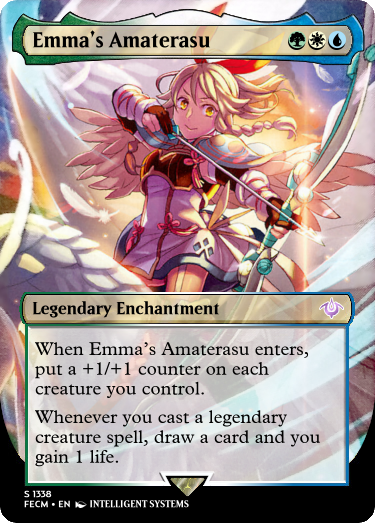 Emma's Amaterasu
Legendary Enchantment
When Emma's Amaterasu enters,
put a +1/+1 counter on each
creature you control.
Whenever you cast a legendary
creature spell, draw a card and you
gain 1 life.
S 1338
FECM • EN INTELLIGENT SYSTEMS